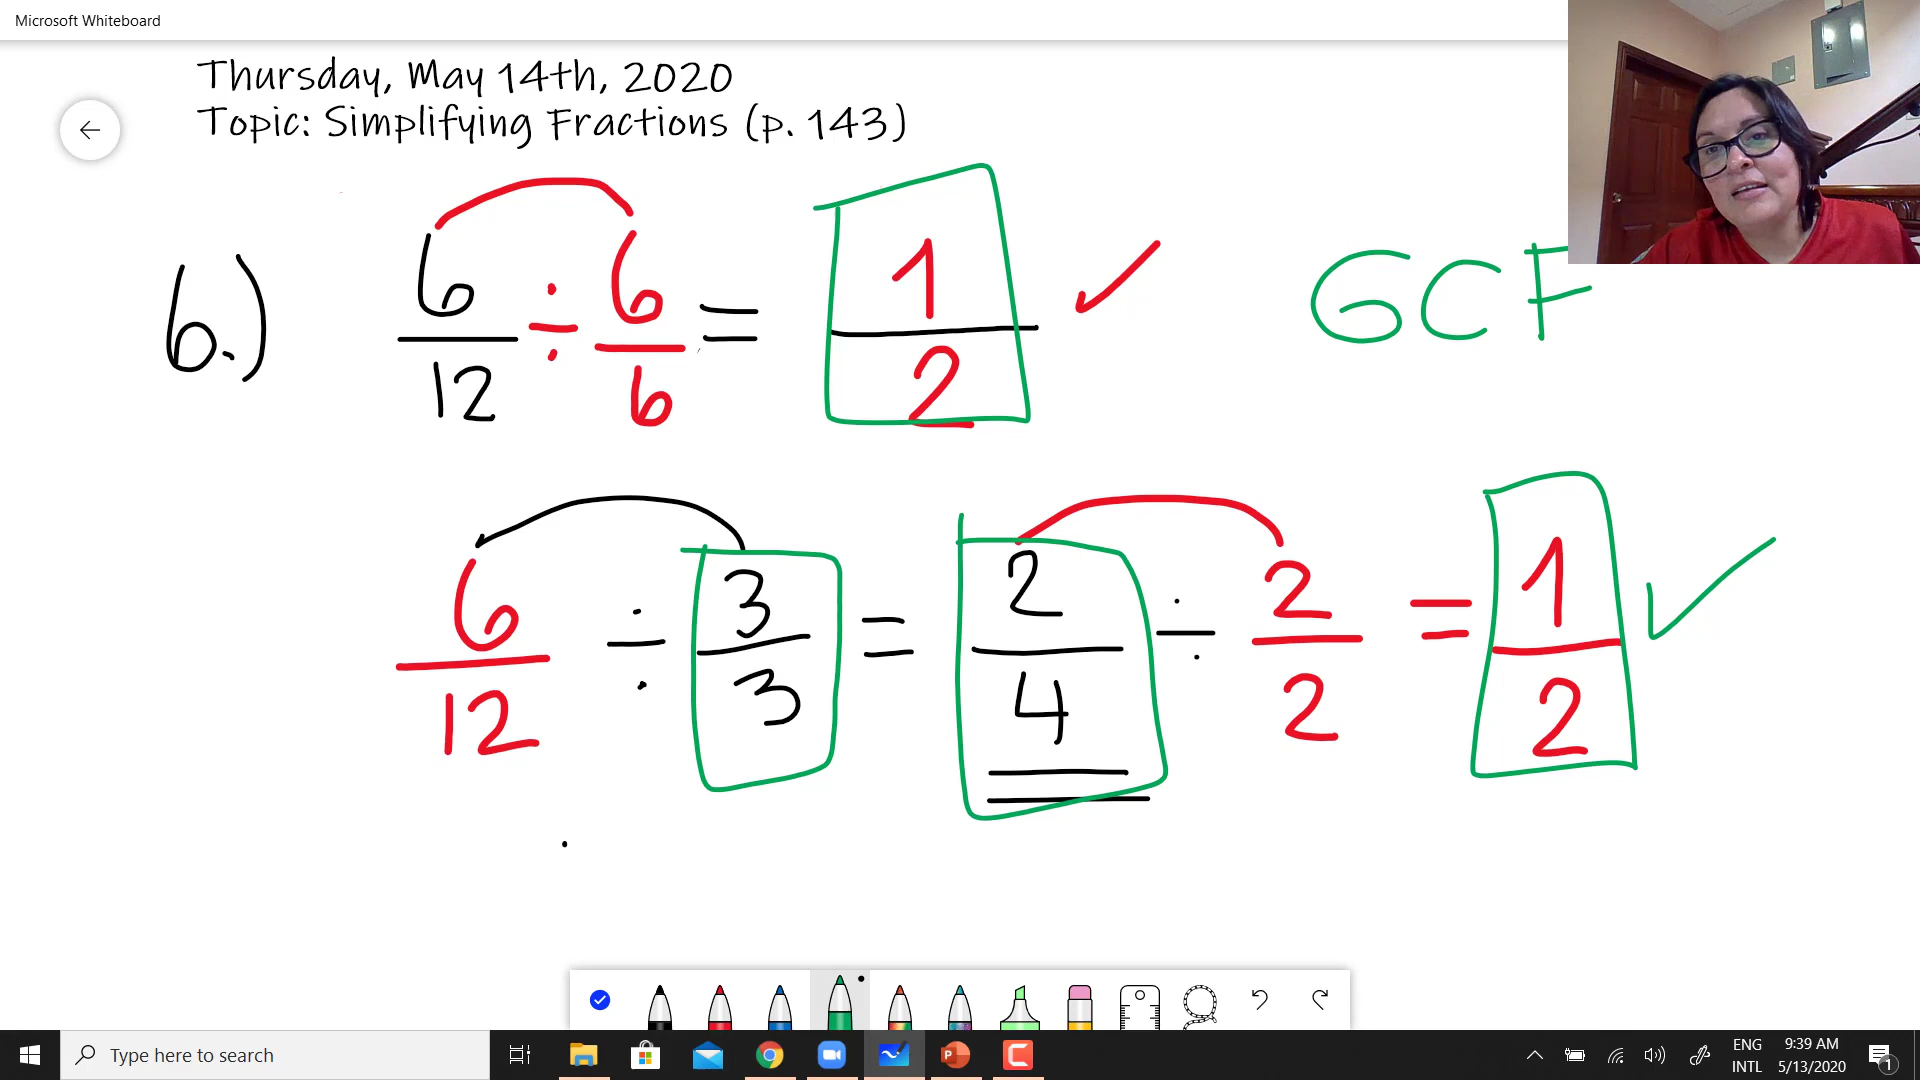 Microsoft Whiteboard
Thursday, May 14th, 2020
Topic: Simplifying Fractions (p. 143)
6.) 6/12 ÷ 6/6 = 1/2 ✓ GCF
6/12 ÷ 3/3 = 2/4 ÷ 2/2 = 1/2 ✓
Type here to search
ENG
INTL
9:39 AM
5/13/2020
1